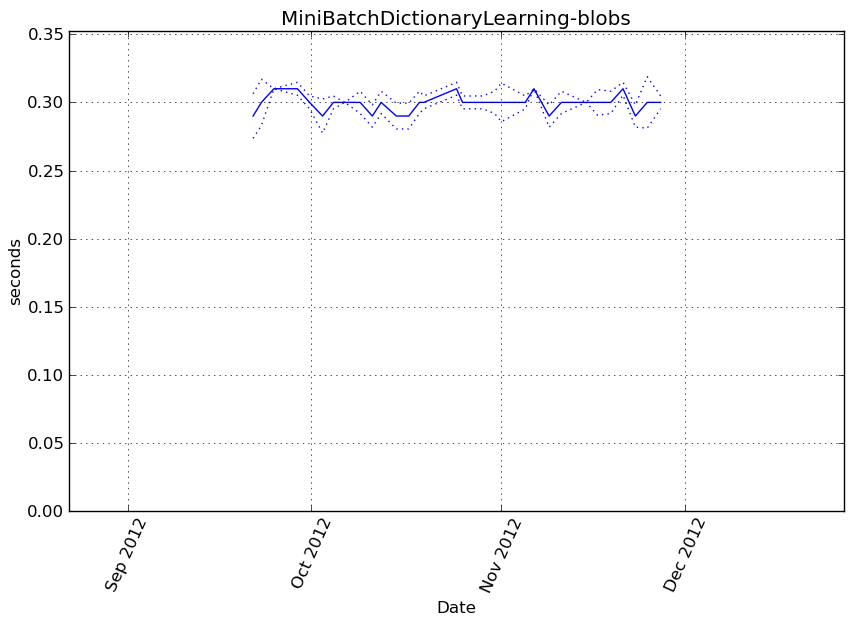 MiniBatchDictionaryLearning-blobs
0.35
0.30
0.25
0.20
0.15
0.10
0.05
0.00
seconds
Sep 2012
Oct 2012
Nov 2012
Dec 2012
Date